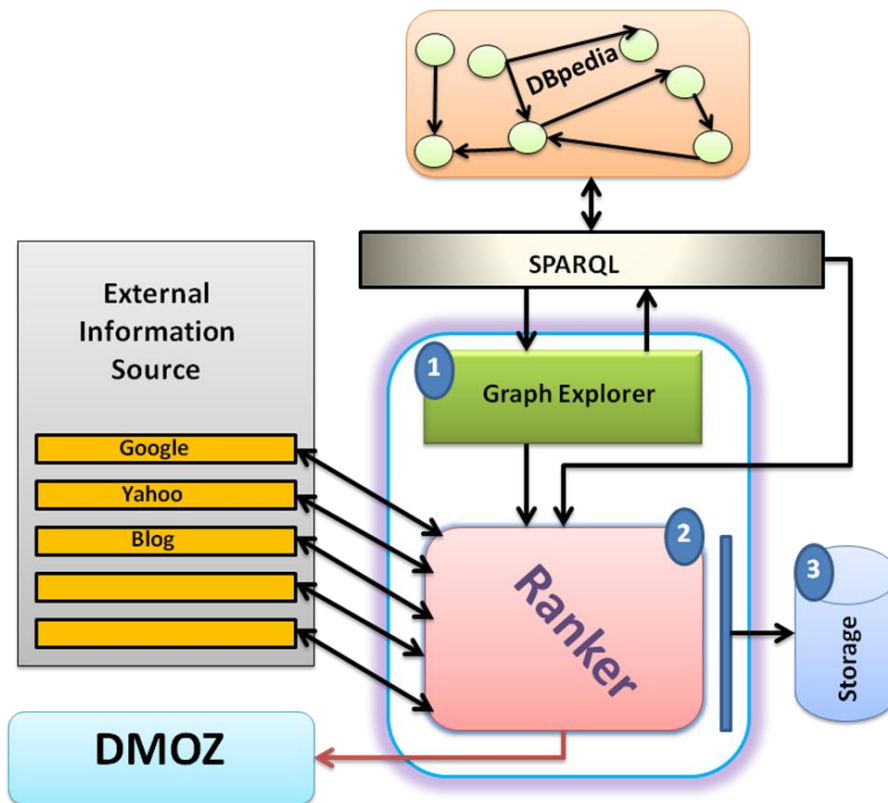 DBpedia
SPARQL
External
Information
Source
Google
Yahoo
Blog
1
Graph Explorer
2
Ranker
3
Storage
DMOZ